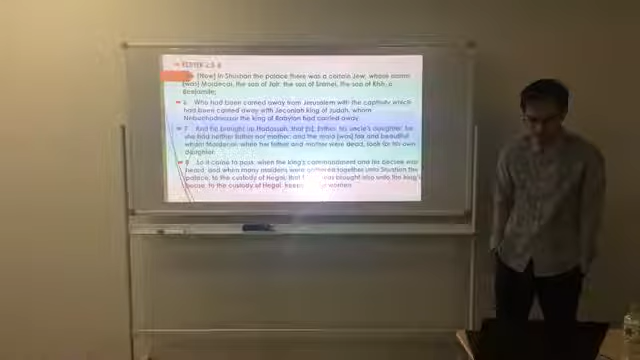 ESTHER 2:5-8
[Now] in Shushan the palace there was a certain Jew, whose name
[was] Mordecai, the son of Jair, the son of Shimei, the son of Kish, a
Benjamite;
6 Who had been carried away from Jerusalem with the captivity which
had been carried away with Jeconiah king of Judah, whom
Nebuchadnezzar the king of Babylon had carried away.
7 And he brought up Hadassah, that [is], Esther, his uncle's daughter: for
she had neither father nor mother, and the maid [was] fair and beautiful;
whom Mordecai, when her father and mother were dead, took for his own
daughter.
8 So it came to pass, when the king's commandment and his decree was
heard, and when many maidens were gathered together unto Shushan the
palace, to the custody of Hegai, that was brought also unto the king's
house, to the custody of Hegai, women